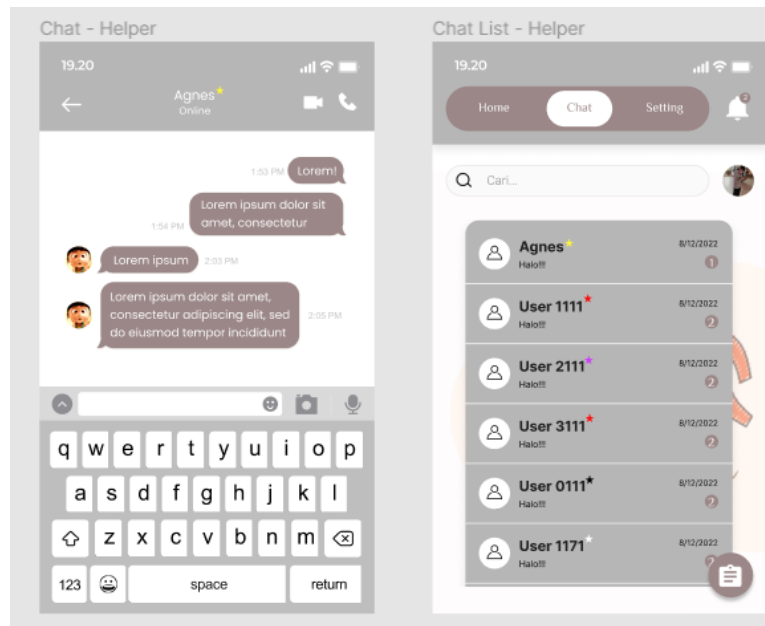 Chat - Helper
19.20
Agnes
Online
1:53 PM Lorem!
Lorem ipsum dolor sit
amet, consectetur
1:54 PM
Lorem ipsum 2:03 PM
Lorem ipsum dolor sit amet,
consectetur adipiscing elit, sed
do eiusmod tempor incididunt
2:05 PM
q w e r t y u i o p
a s d f g h j k l
z x c v b n m
123 space return
Chat List - Helper
19.20
Home Chat Setting
2
Cari...
Agnes 8/12/2022
Halo!!! 1
User 1111 8/12/2022
Halo!!! 2
User 2111 8/12/2022
Halo!!! 2
User 3111 8/12/2022
Halo!!! 2
User 0111 8/12/2022
Halo!!! 2
User 1171 8/12/2022
Halo!!! 2